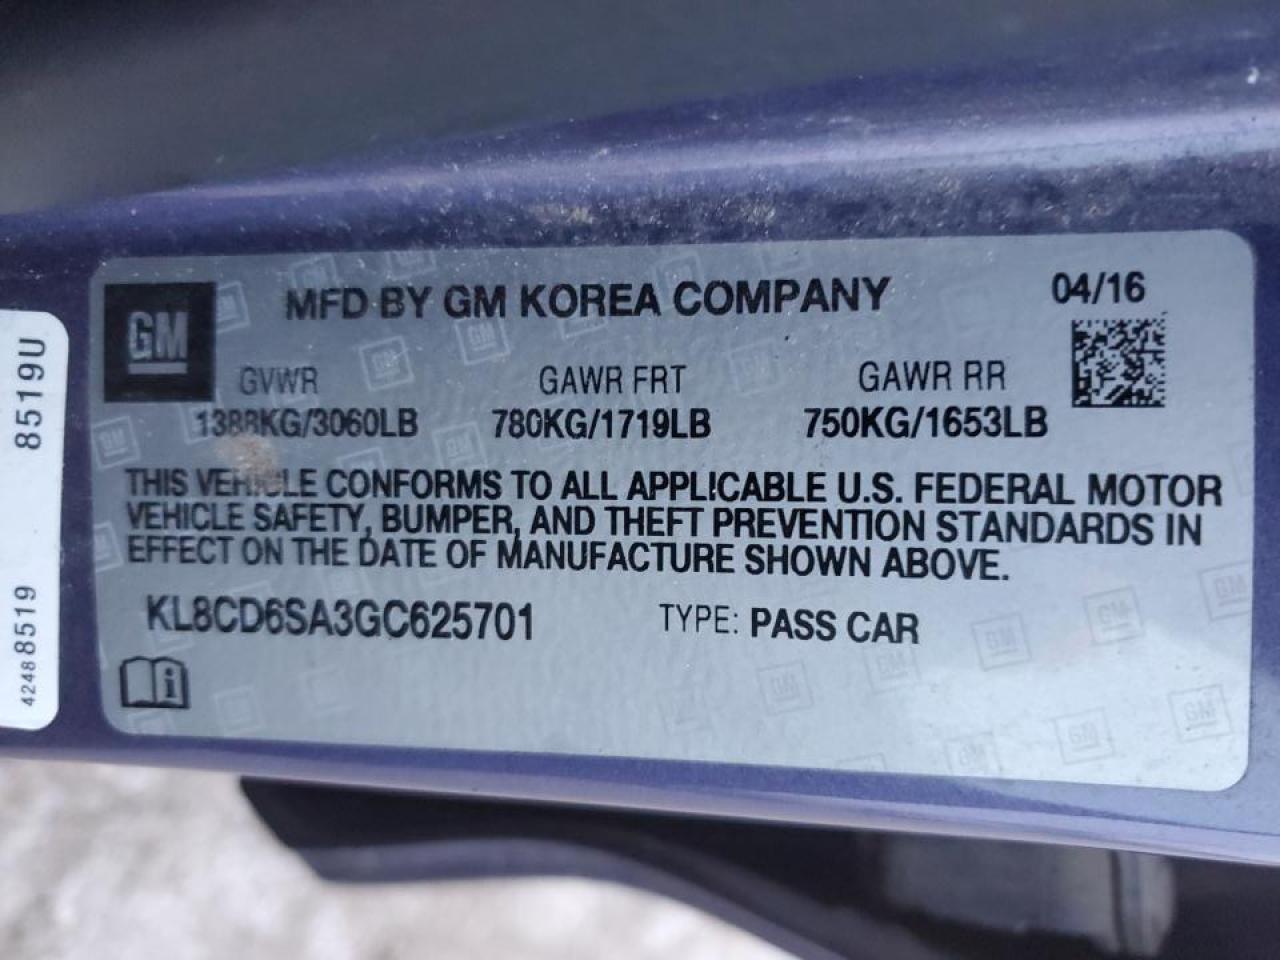 GM
MFD BY GM KOREA COMPANY
04/16
GVWR
GAWR FRT
GAWR RR
1388KG/3060LB
780KG/1719LB
750KG/1653LB
THIS VEHICLE CONFORMS TO ALL APPLICABLE U.S. FEDERAL MOTOR
VEHICLE SAFETY, BUMPER, AND THEFT PREVENTION STANDARDS IN
EFFECT ON THE DATE OF MANUFACTURE SHOWN ABOVE.
KL8CD6SA3GC625701
TYPE: PASS CAR
42488519
8519U